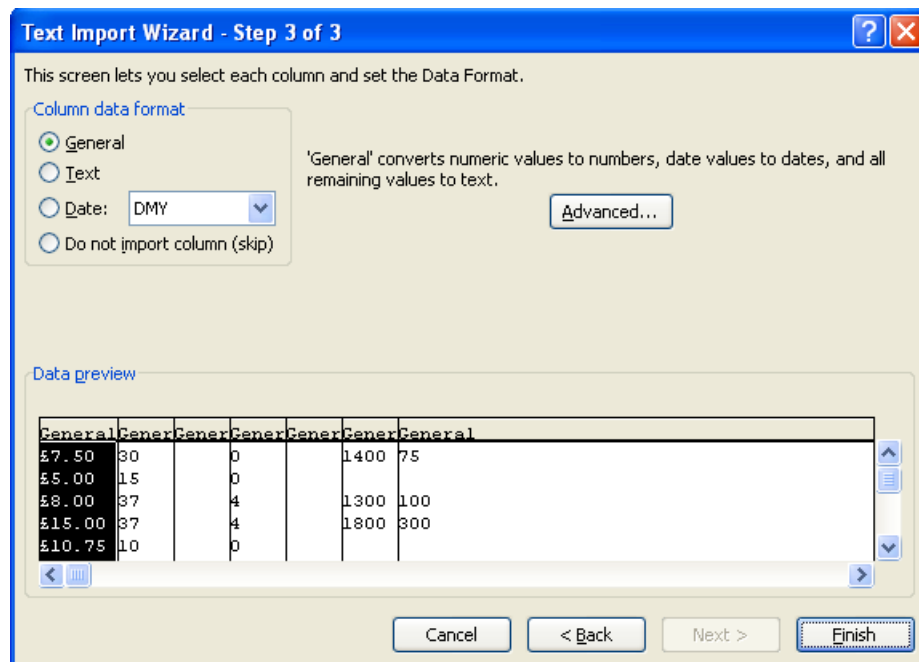 Text Import Wizard - Step 3 of 3
This screen lets you select each column and set the Data Format.
Column data format
General
Text
Date: DMY
Do not import column (skip)
'General' converts numeric values to numbers, date values to dates, and all
remaining values to text.
Advanced...
Data preview
General Gener Gener Gener Gener Gener General
£7.50 30 0 1400 75
£5.00 15 0
£8.00 37 4 1300 100
£15.00 37 4 1800 300
£10.75 10 0
Cancel < Back Next > Finish